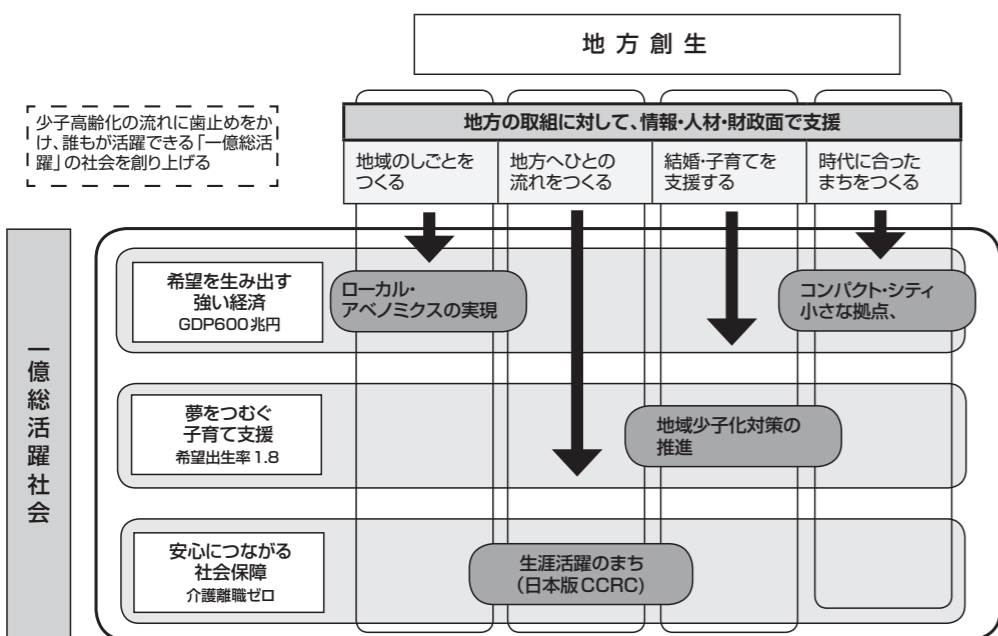 地方創生
少子高齢化の流れに歯止めをか
け、誰もが活躍できる「一億総活
躍」の社会を創り上げる
地方の取組に対して、情報・人材・財政面で支援
地域のしごとを
つくる
地方へひとの
流れをつくる
結婚・子育てを
支援する
時代に合った
まちをつくる
一億総活躍社会
希望を生み出す
強い経済
GDP600兆円
ローカル・
アベノミクスの実現
コンパクト・シティ
小さな拠点、
夢をつむぐ
子育て支援
希望出生率1.8
地域少子化対策の
推進
安心につながる
社会保障
介護離職ゼロ
生涯活躍のまち
(日本版CCRC)